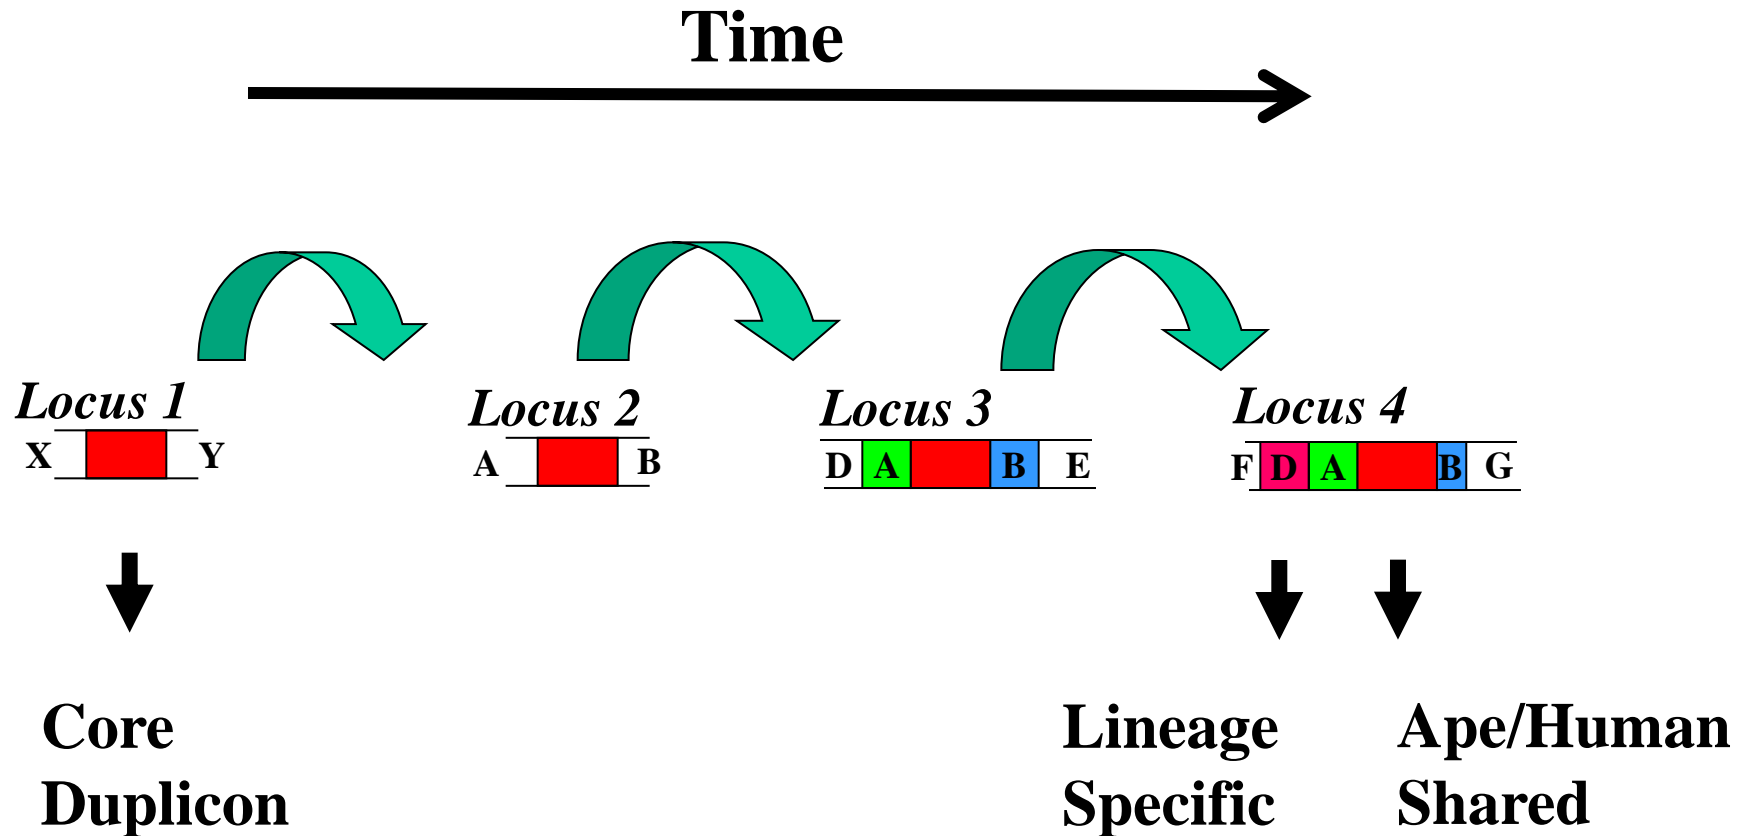 Time
Locus 1
X Y
Locus 2
A B
Locus 3
D A B E
Locus 4
F D A B G
Core
Duplicon
Lineage
Specific
Ape/Human
Shared